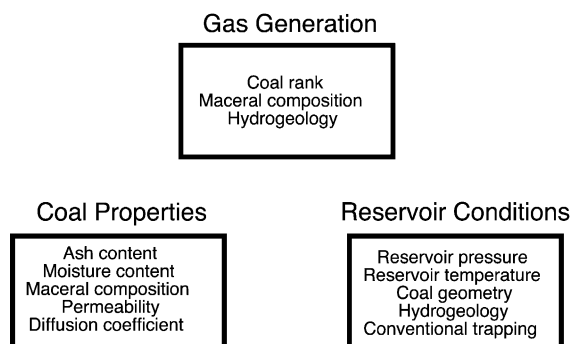 Gas Generation
Coal rank
Maceral composition
Hydrogeology
Coal Properties
Ash content
Moisture content
Maceral composition
Permeability
Diffusion coefficient
Reservoir Conditions
Reservoir pressure
Reservoir temperature
Coal geometry
Hydrogeology
Conventional trapping